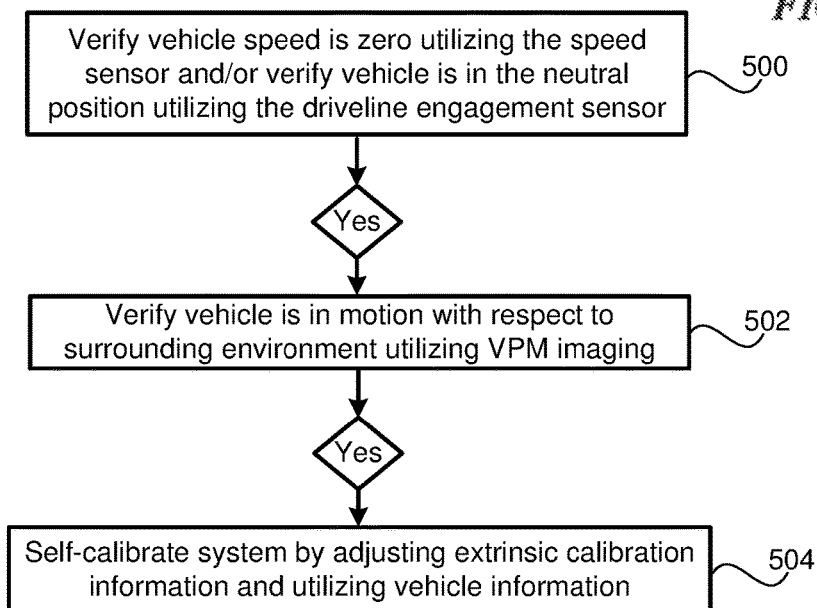 FIG
Verify vehicle speed is zero utilizing the speed
sensor and/or verify vehicle is in the neutral
position utilizing the driveline engagement sensor
500
Yes
Verify vehicle is in motion with respect to
surrounding environment utilizing VPM imaging
502
Yes
Self-calibrate system by adjusting extrinsic calibration
information and utilizing vehicle information
504